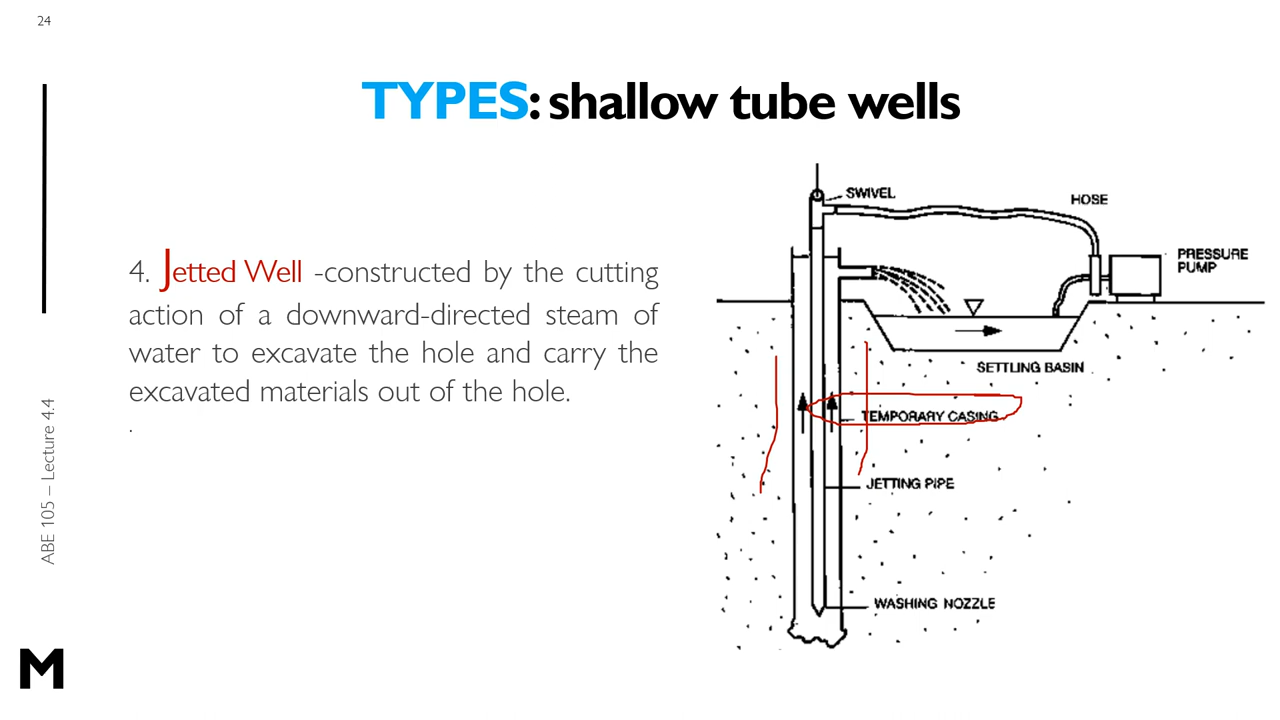 24
TYPES: shallow tube wells
4. Jetted Well -constructed by the cutting
action of a downward-directed steam of
water to excavate the hole and carry the
excavated materials out of the hole.
.
SWIVEL
HOSE
PRESSURE
PUMP
SETTLING BASIN
TEMPORARY CASING
JETTING PIPE
WASHING NOZZLE
ABE 105 – Lecture 4.4
M